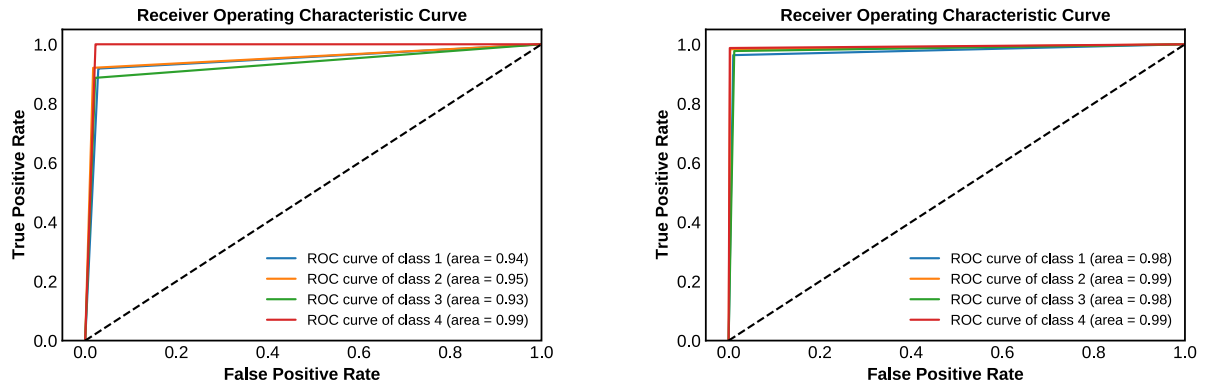 Receiver Operating Characteristic Curve
True Positive Rate
1.0
0.8
0.6
0.4
0.2
0.0
ROC curve of class 1 (area = 0.94)
ROC curve of class 2 (area = 0.95)
ROC curve of class 3 (area = 0.93)
ROC curve of class 4 (area = 0.99)
0.0 0.2 0.4 0.6 0.8 1.0
False Positive Rate
Receiver Operating Characteristic Curve
True Positive Rate
1.0
0.8
0.6
0.4
0.2
0.0
ROC curve of class 1 (area = 0.98)
ROC curve of class 2 (area = 0.99)
ROC curve of class 3 (area = 0.98)
ROC curve of class 4 (area = 0.99)
0.0 0.2 0.4 0.6 0.8 1.0
False Positive Rate